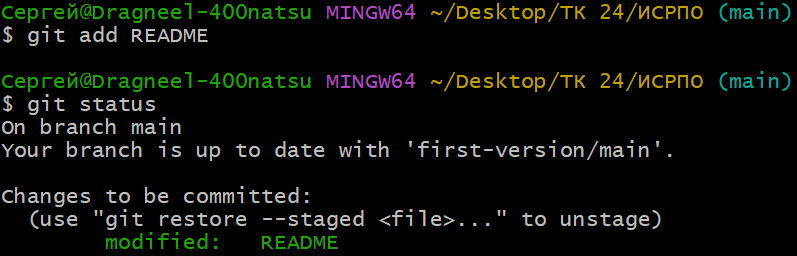 Сергей@Dragneel-400natsu MINGW64 ~/Desktop/ТК 24/ИСРПО (main)
$ git add README

Сергей@Dragneel-400natsu MINGW64 ~/Desktop/ТК 24/ИСРПО (main)
$ git status
On branch main
Your branch is up to date with 'first-version/main'.

Changes to be committed:
  (use "git restore --staged <file>..." to unstage)
        modified:   README